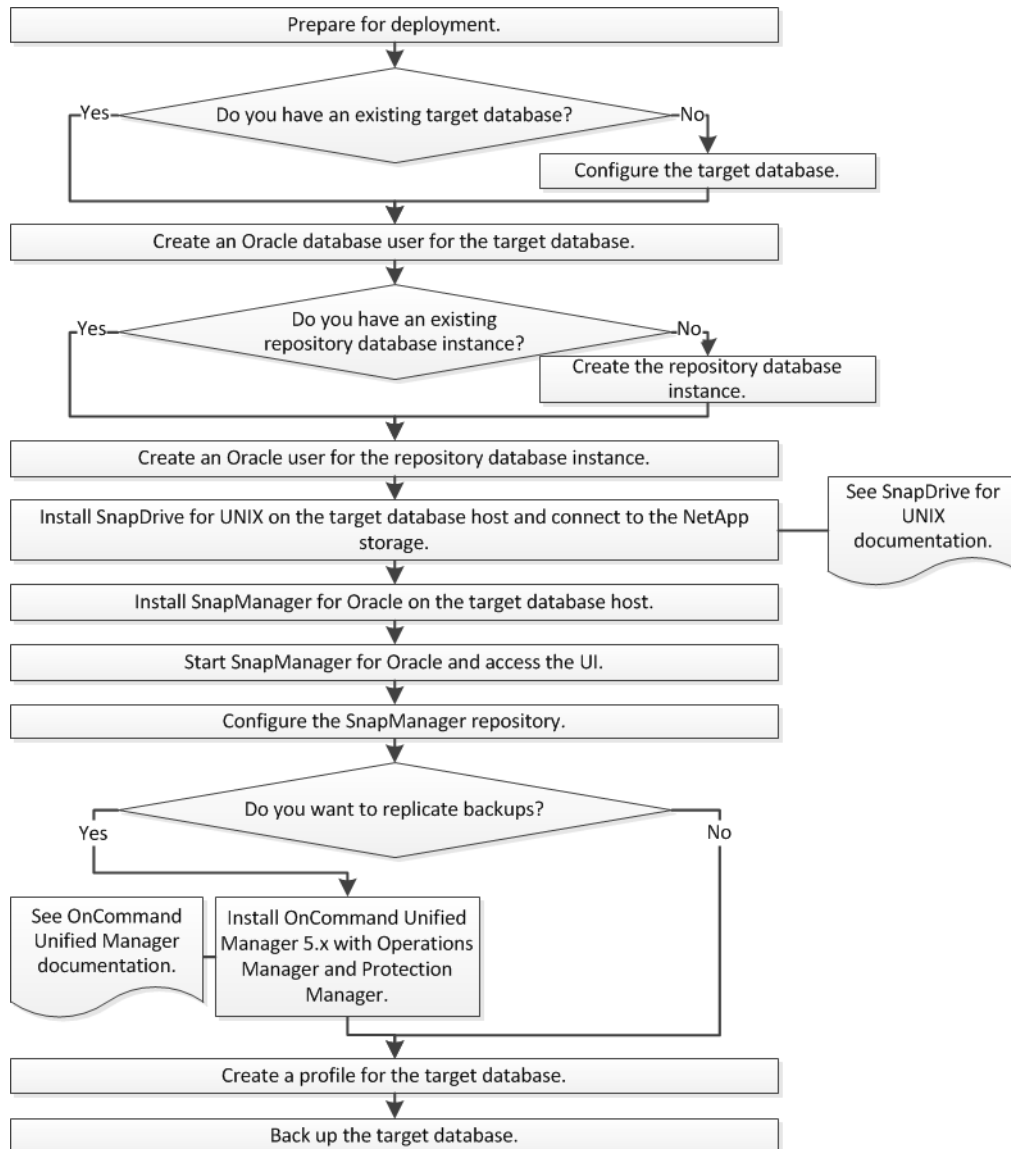 Prepare for deployment.
Yes
Do you have an existing target database?
No
Configure the target database.
Create an Oracle database user for the target database.
Yes
Do you have an existing
repository database instance?
No
Create the repository database
instance.
Create an Oracle user for the repository database instance.
Install SnapDrive for UNIX on the target database host and connect to the NetApp
storage.
See SnapDrive for
UNIX
documentation.
Install SnapManager for Oracle on the target database host.
Start SnapManager for Oracle and access the UI.
Configure the SnapManager repository.
Do you want to replicate backups?
Yes
No
See OnCommand
Unified Manager
documentation.
Install OnCommand Unified
Manager 5.x with Operations
Manager and Protection
Manager.
Create a profile for the target database.
Back up the target database.